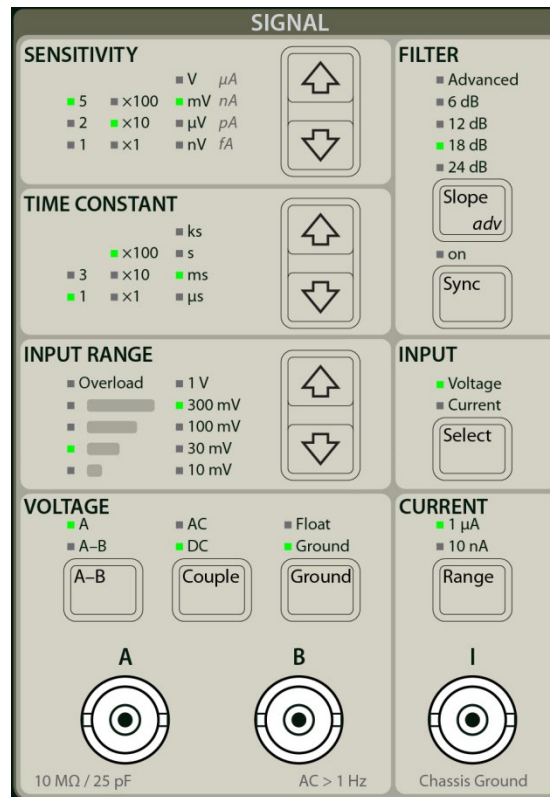 SIGNAL
SENSITIVITY
V µA
5 ×100 mV nA
2 ×10 µV pA
1 ×1 nV fA
FILTER
Advanced
6 dB
12 dB
18 dB
24 dB
Slope
adv
on
Sync
TIME CONSTANT
ks
×100 s
3 ×10 ms
1 ×1 µs
INPUT RANGE
Overload 1 V
300 mV
100 mV
30 mV
10 mV
INPUT
Voltage
Current
Select
VOLTAGE
A AC Float
A–B DC Ground
A–B Couple Ground
A B
10 MΩ / 25 pF AC > 1 Hz
CURRENT
1 µA
10 nA
Range
I
Chassis Ground